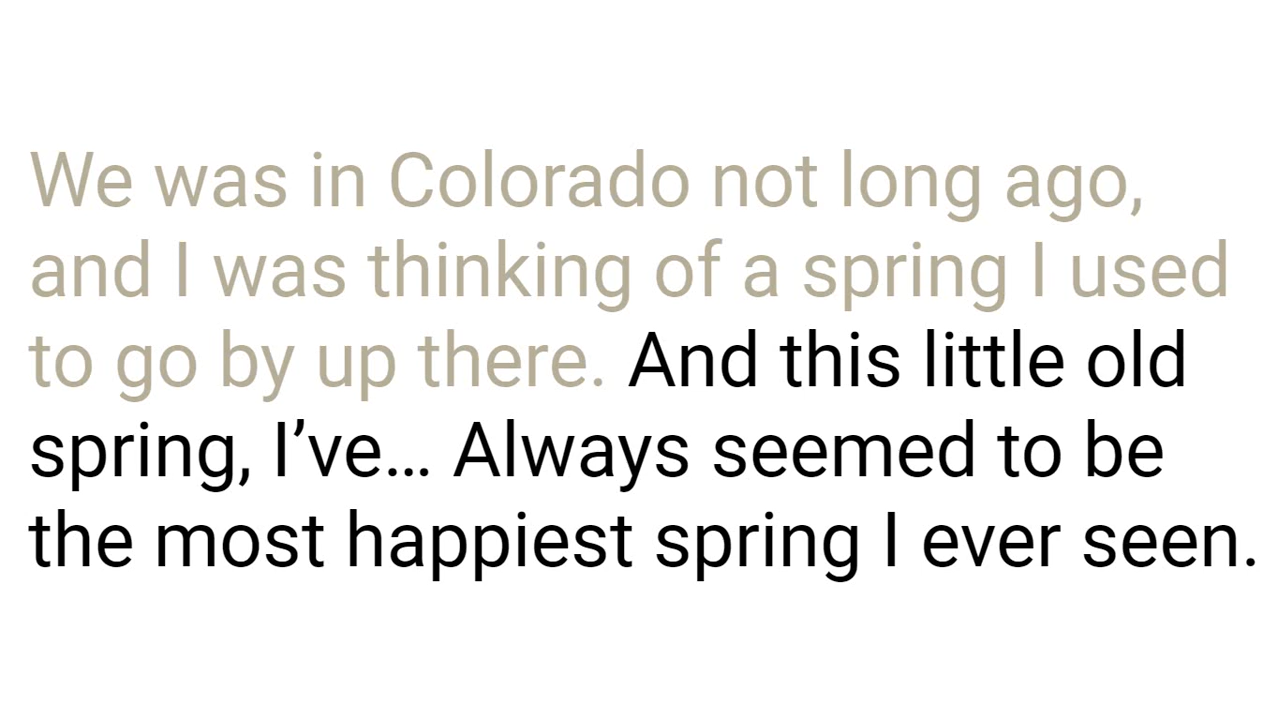 We was in Colorado not long ago,
and I was thinking of a spring I used
to go by up there. And this little old
spring, I’ve… Always seemed to be
the most happiest spring I ever seen.